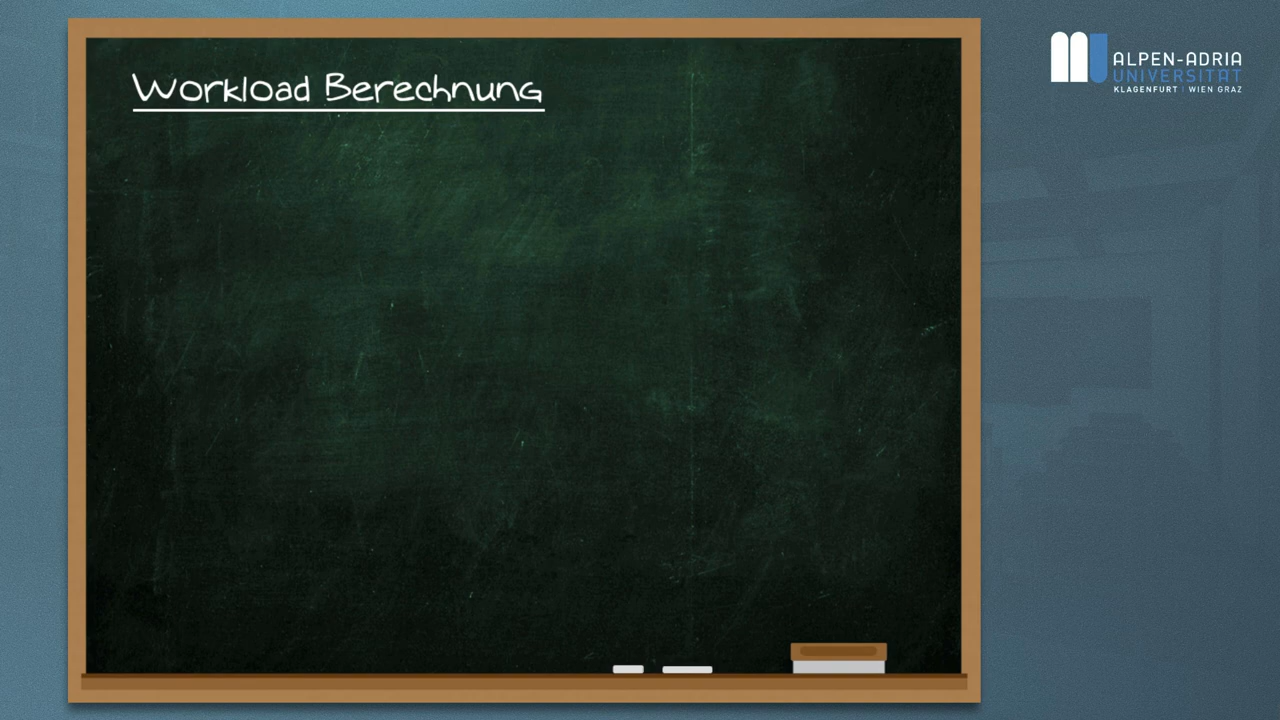 Workload Berechnung
ALPEN-ADRIA
UNIVERSITÄT
KLAGENFURT | WIEN GRAZ